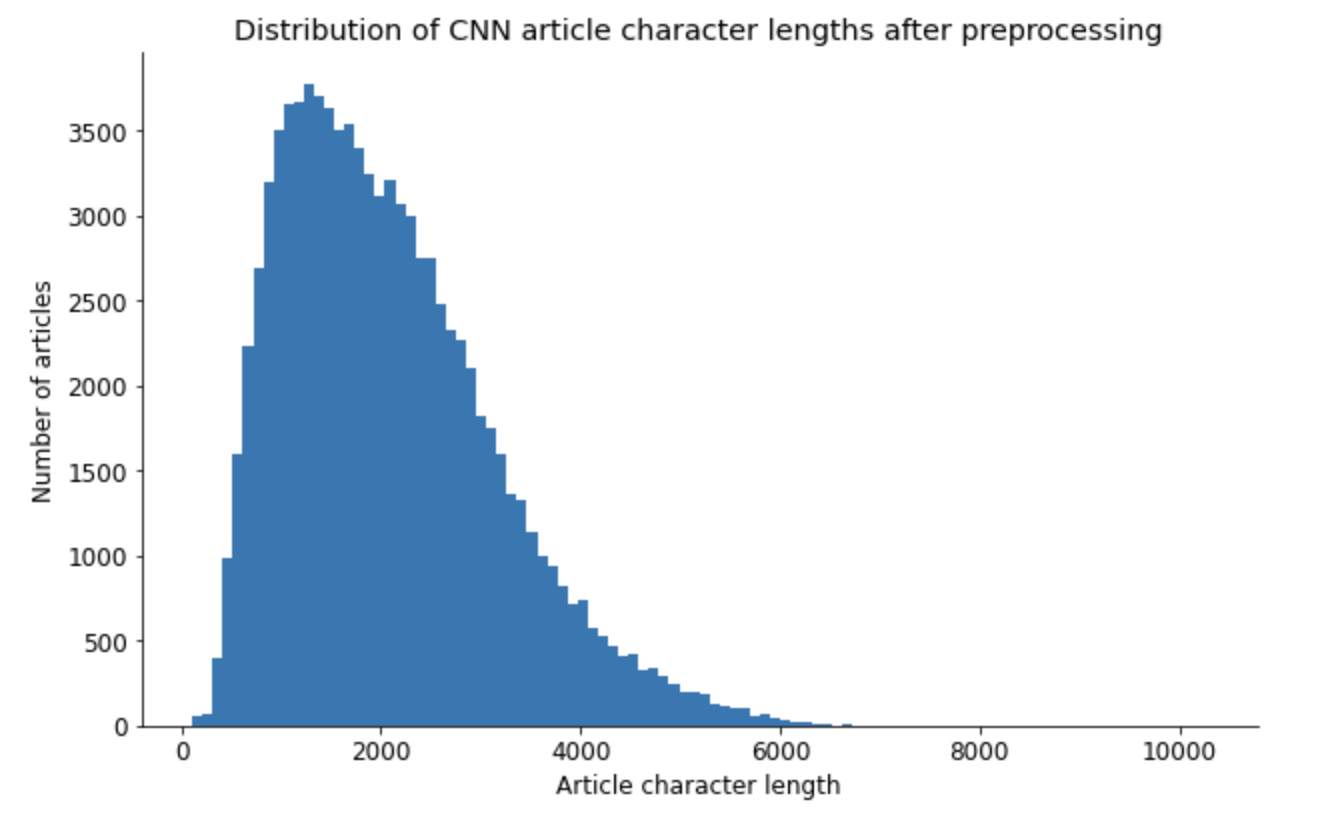 Distribution of CNN article character lengths after preprocessing
3500
3000
2500
2000
1500
1000
500
0
Number of articles
0 2000 4000 6000 8000 10000
Article character length